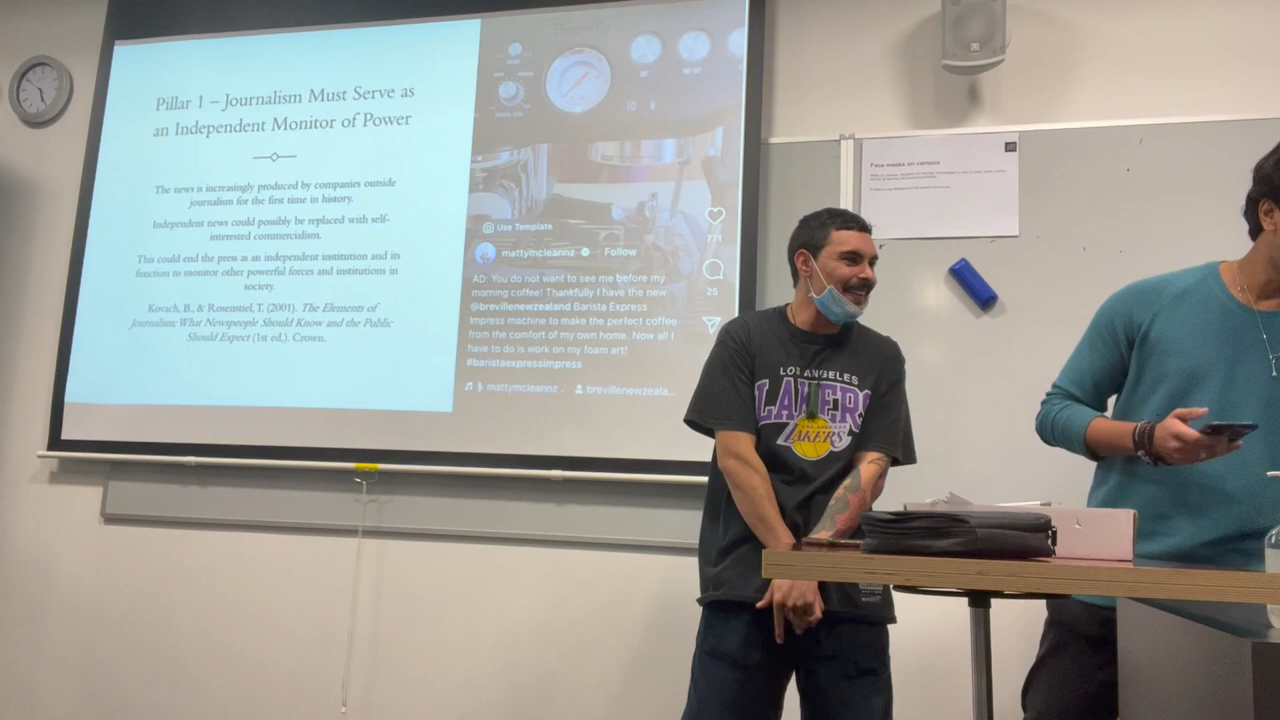 Pillar 1 – Journalism Must Serve as
an Independent Monitor of Power
The news is increasingly produced by companies outside
journalism for the first time in history.
Independent news could possibly be replaced with self-
interested commercialism.
This could end the press as an independent institution and its
function to monitor other powerful forces and institutions in
society.
Kovach, B., & Rosenstiel, T. (2001). The Elements of
Journalism: What Newspeople Should Know and the Public
Should Expect (1st ed.). Crown.
Use Template
mattymcleannz · Follow
AD: You do not want to see me before my
morning coffee! Thankfully I have the new
@brevillenewzealand Barista Express
Impress machine to make the perfect coffee
from the comfort of my own home. Now all I
have to do is work on my foam art!
#baristaexpressimpress
mattymcleannz .
brevillenewzeala...
771
25
Face masks on campus
LOS ANGELES
LAKERS
LAKERS